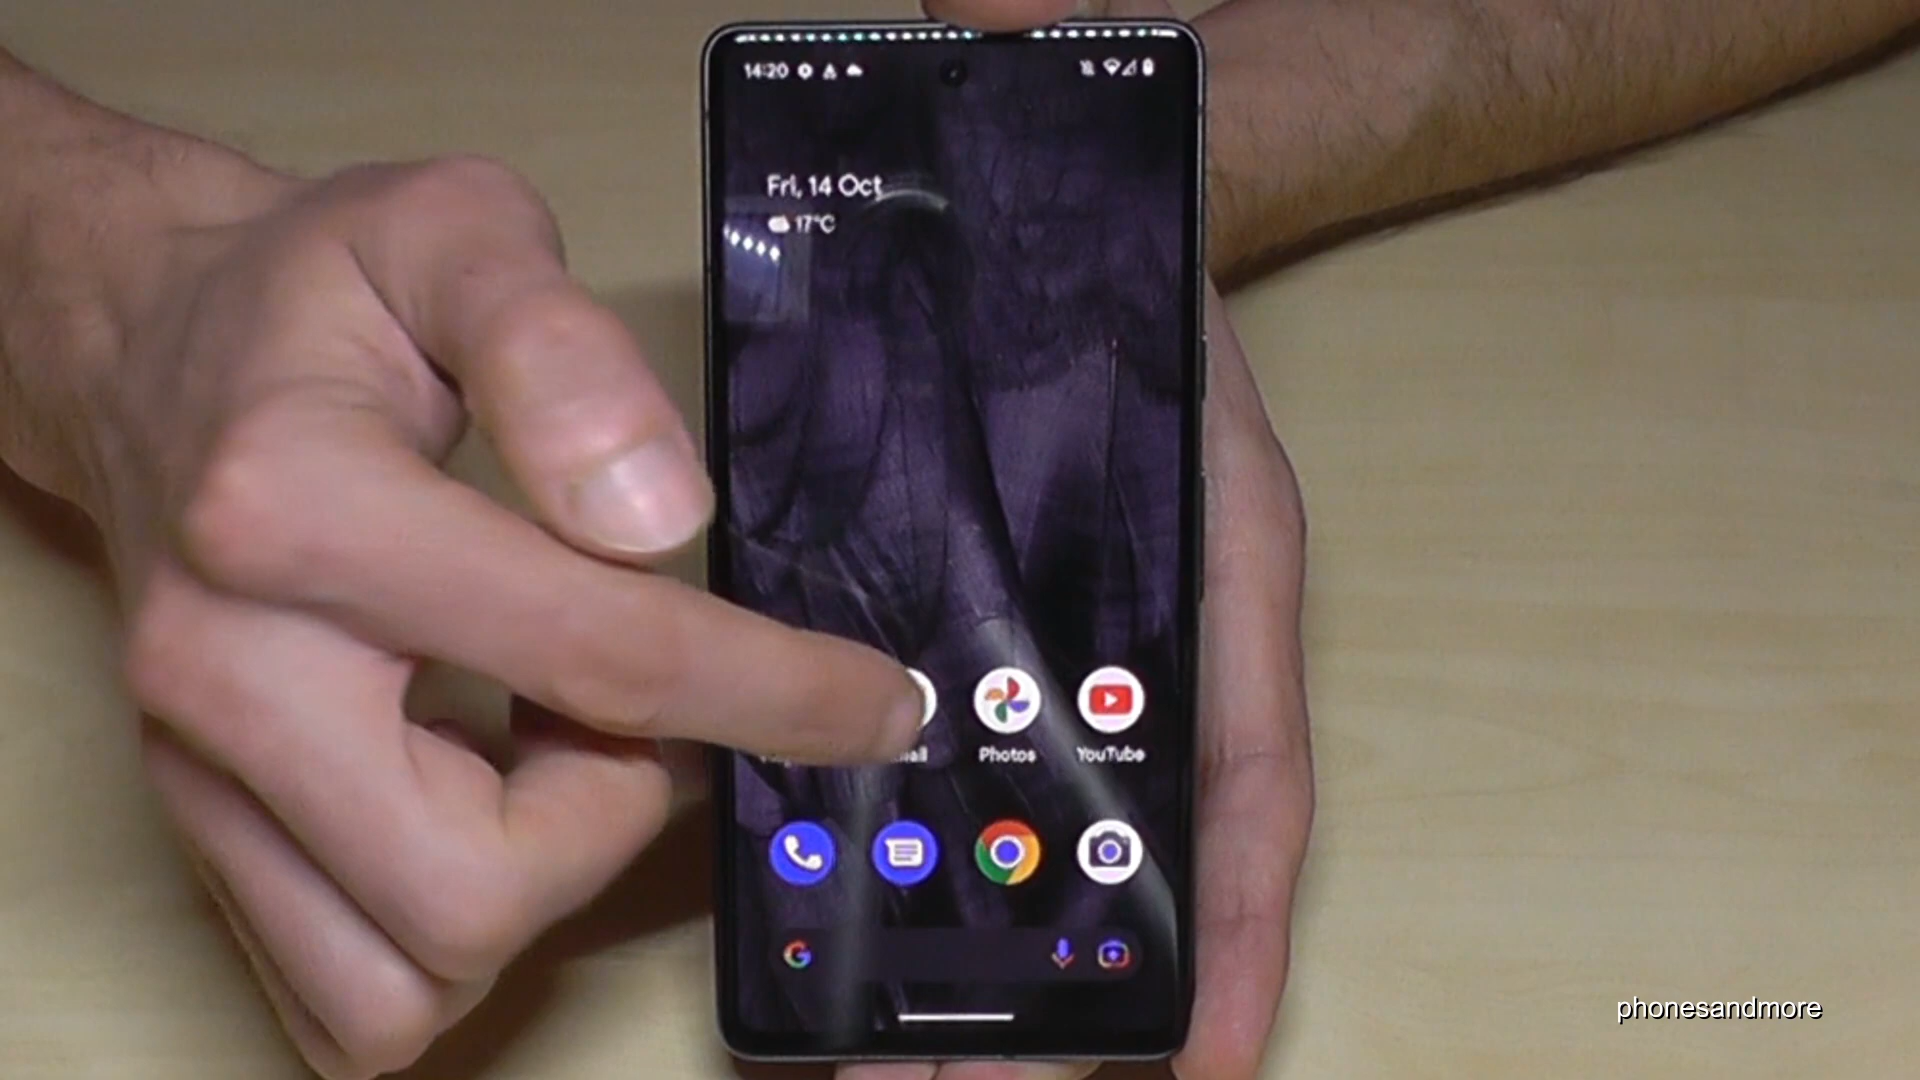 14:20
Fri, 14 Oct
17°C
Photos
YouTube
G
phonesandmore